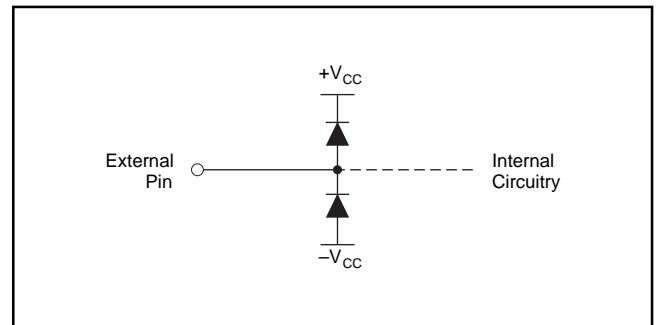 +VCC
External
Pin
Internal
Circuitry
–VCC